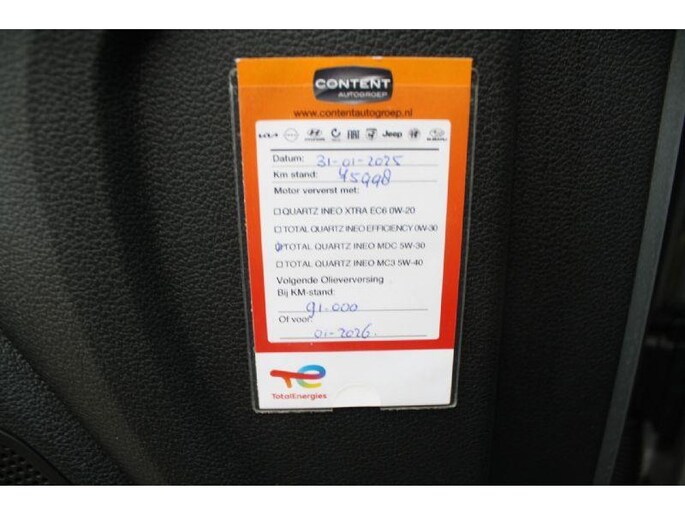 CONTENT
AUTOGROEP
www.contentautogroep.nl
Jeep
Datum: 31-01-2025
Km stand: 45998
Motor ververst met:
QUARTZ INEO XTRA EC6 0W-20
TOTAL QUARTZ INEO EFFICIENCY 0W-30
TOTAL QUARTZ INEO MDC 5W-30
TOTAL QUARTZ INEO MC3 5W-40
Volgende Olieverversing
Bij KM-stand:
91.000
Of voor:
01-2026.
TotalEnergies